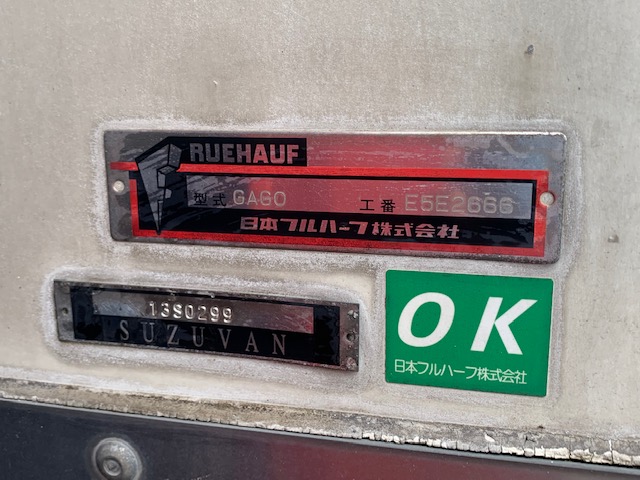 RUEHAUF
型式 GAGO 工番 E5E2666
日本フルハーフ株式会社
13S0299
SUZUVAN
OK
日本フルハーフ株式会社